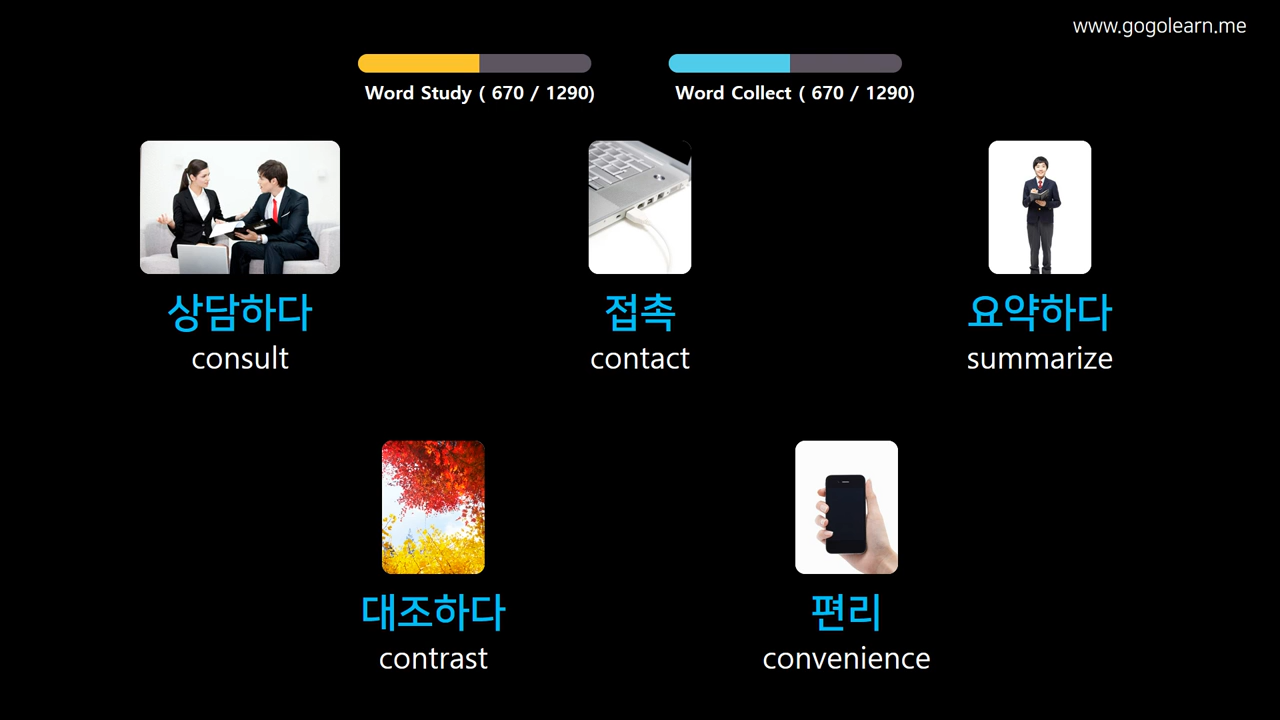 www.gogolearn.me
Word Study ( 670 / 1290)
Word Collect ( 670 / 1290)
상담하다
consult
접촉
contact
요약하다
summarize
대조하다
contrast
편리
convenience